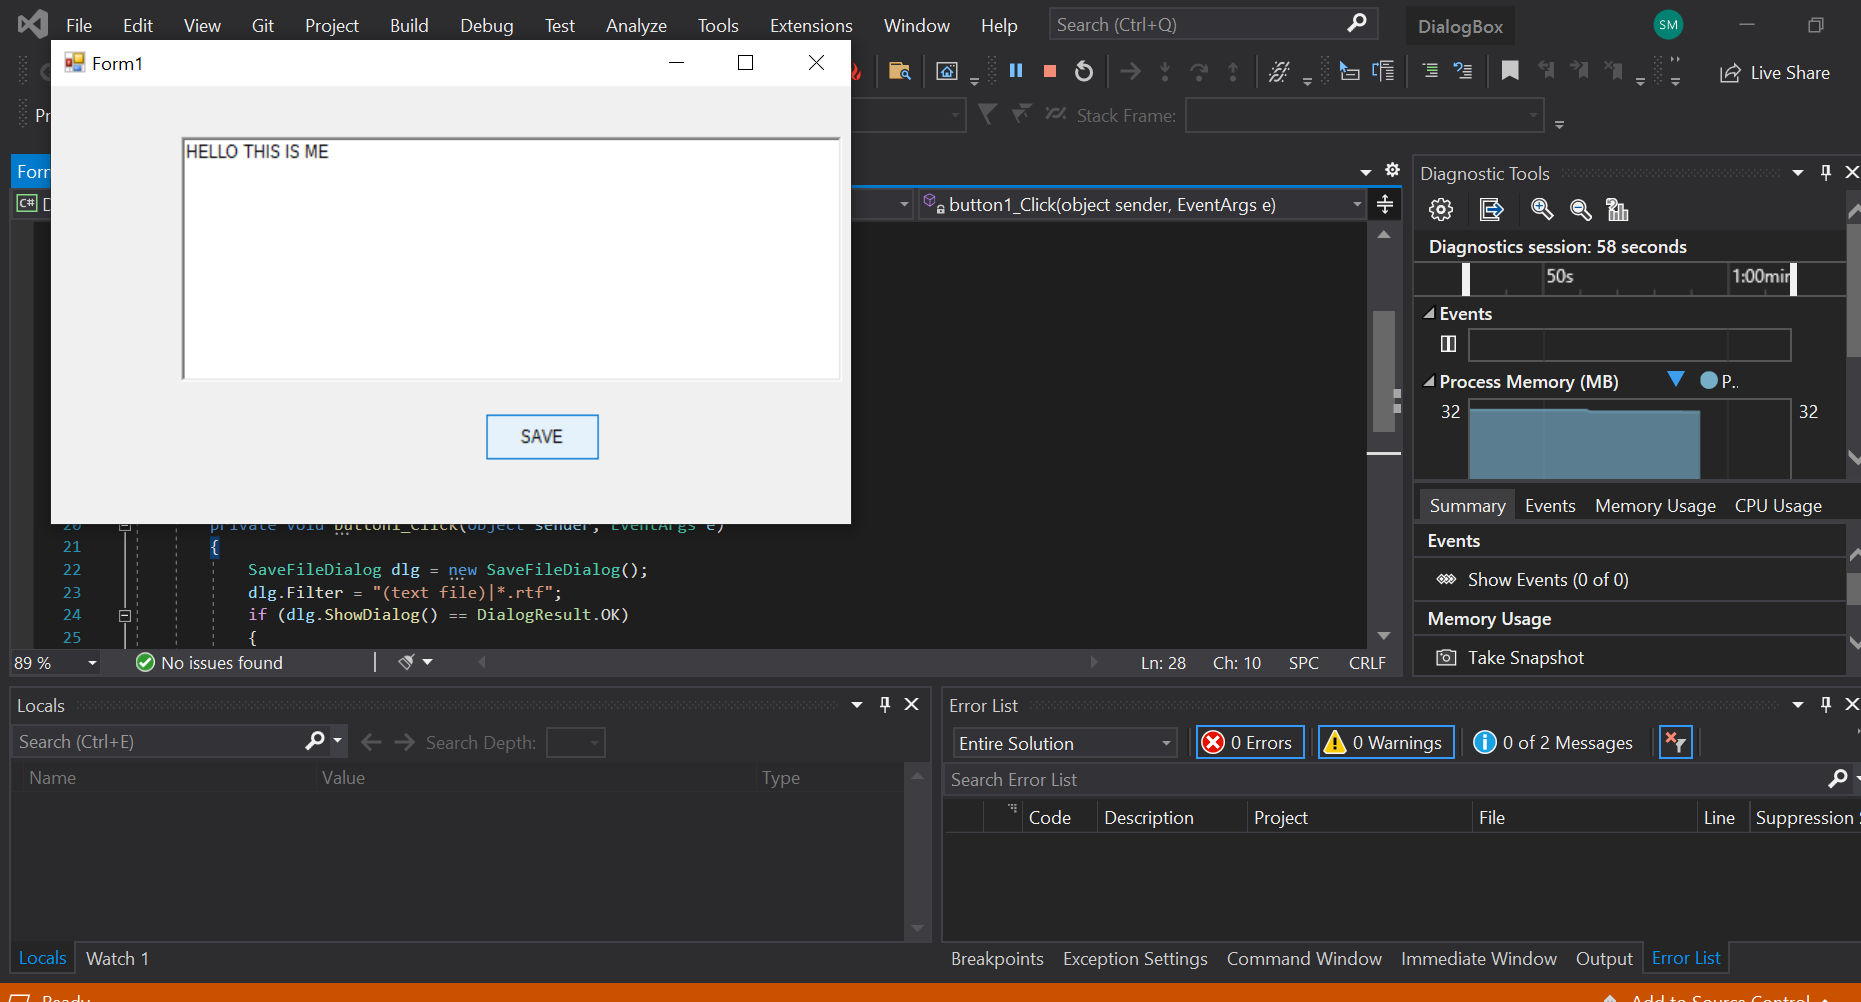 File Edit View Git Project Build Debug Test Analyze Tools Extensions Window Help Search (Ctrl+Q) DialogBox SM
Form1
Live Share
Pr
Stack Frame:
HELLO THIS IS ME
SAVE
Form
C#
button1_Click(object sender, EventArgs e)
20 private void button1_Click(object sender, EventArgs e)
21 {
22 SaveFileDialog dlg = new SaveFileDialog();
23 dlg.Filter = "(text file)|*.rtf";
24 if (dlg.ShowDialog() == DialogResult.OK)
25 {
89 % No issues found Ln: 28 Ch: 10 SPC CRLF
Diagnostic Tools
Diagnostics session: 58 seconds
50s 1:00min
Events
Process Memory (MB) P..
32 32
Summary Events Memory Usage CPU Usage
Events
Show Events (0 of 0)
Memory Usage
Take Snapshot
Locals
Search (Ctrl+E) Search Depth:
Name Value Type
Locals Watch 1
Error List
Entire Solution 0 Errors 0 Warnings 0 of 2 Messages
Search Error List
Code Description Project File Line Suppression
Breakpoints Exception Settings Command Window Immediate Window Output Error List
Ready Add to Source Control